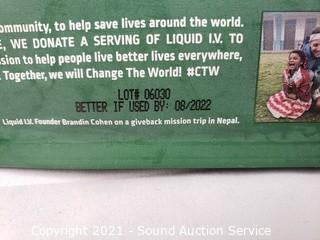 ommunity, to help save lives around the world.
E, WE DONATE A SERVING OF LIQUID I.V. TO
ssion to help people live better lives everywhere,
. Together, we will Change The World! #CTW
LOT# 06030
BETTER IF USED BY: 08/2022
Liquid I.V. Founder Brandin Cohen on a giveback mission trip in Nepal.
Copyright 2021 - Sound Auction Service